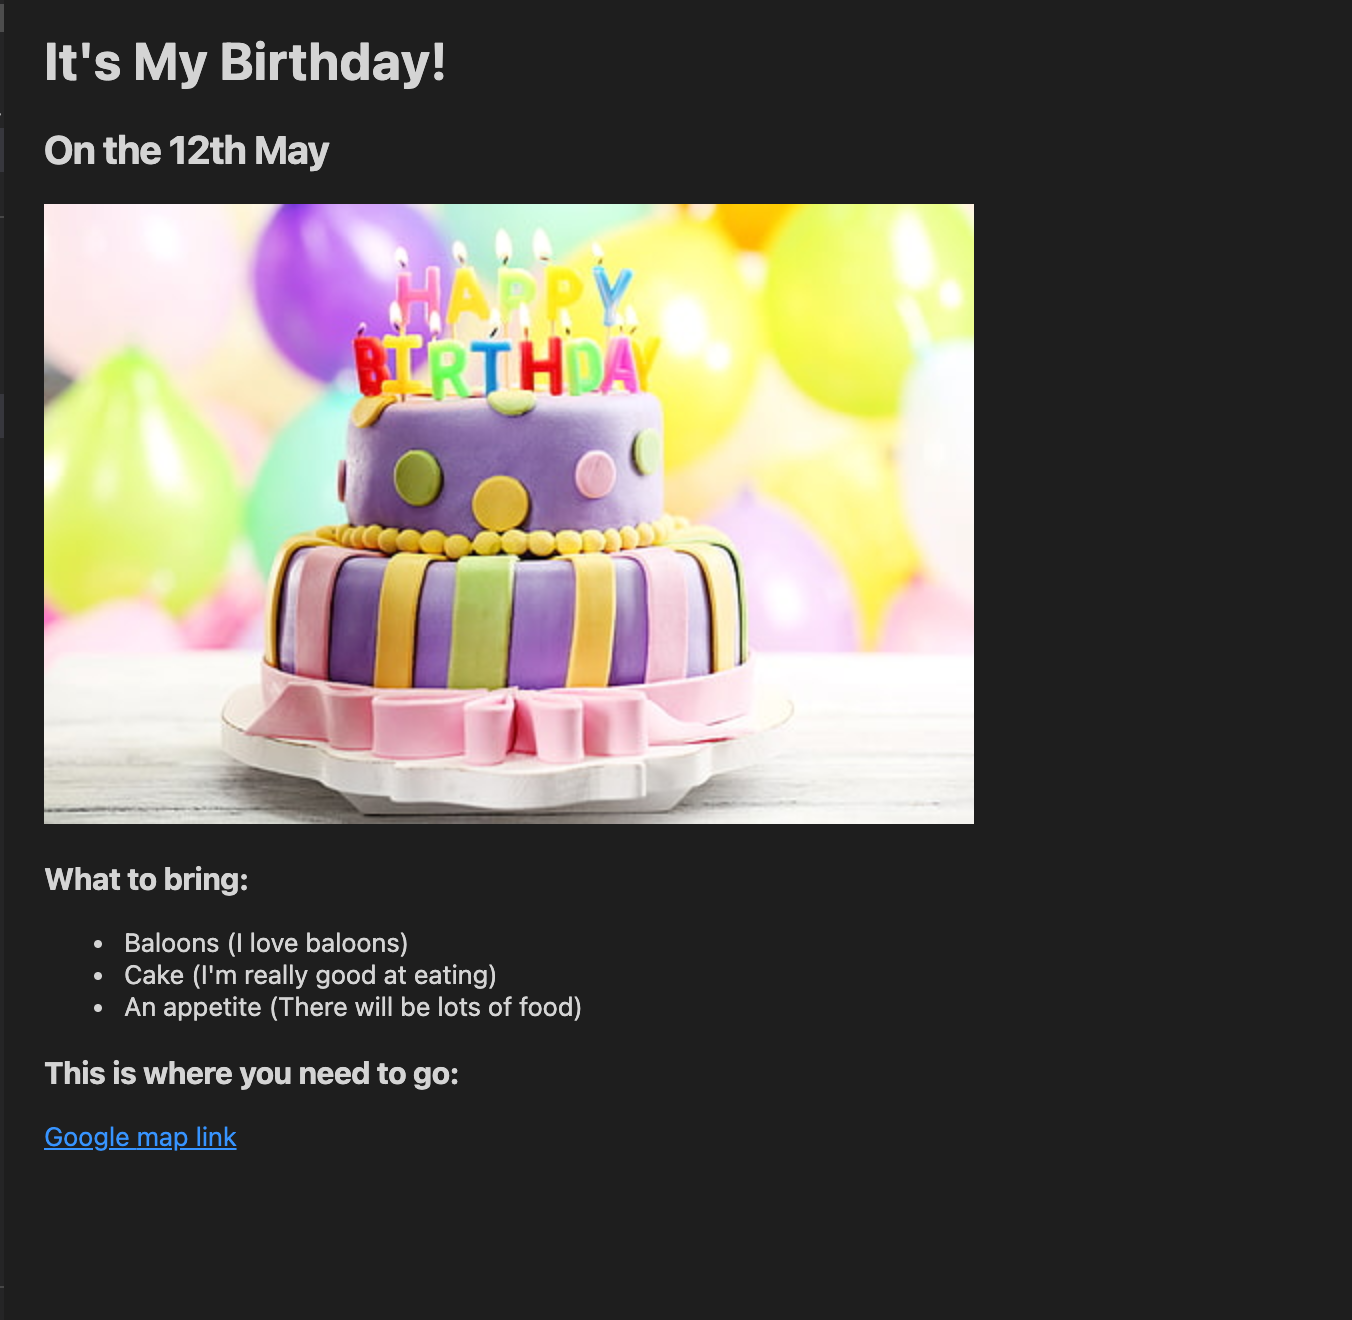 It's My Birthday!
On the 12th May
HAPPY
BIRTHDAY
What to bring:
• Baloons (I love baloons)
• Cake (I'm really good at eating)
• An appetite (There will be lots of food)
This is where you need to go:
Google map link